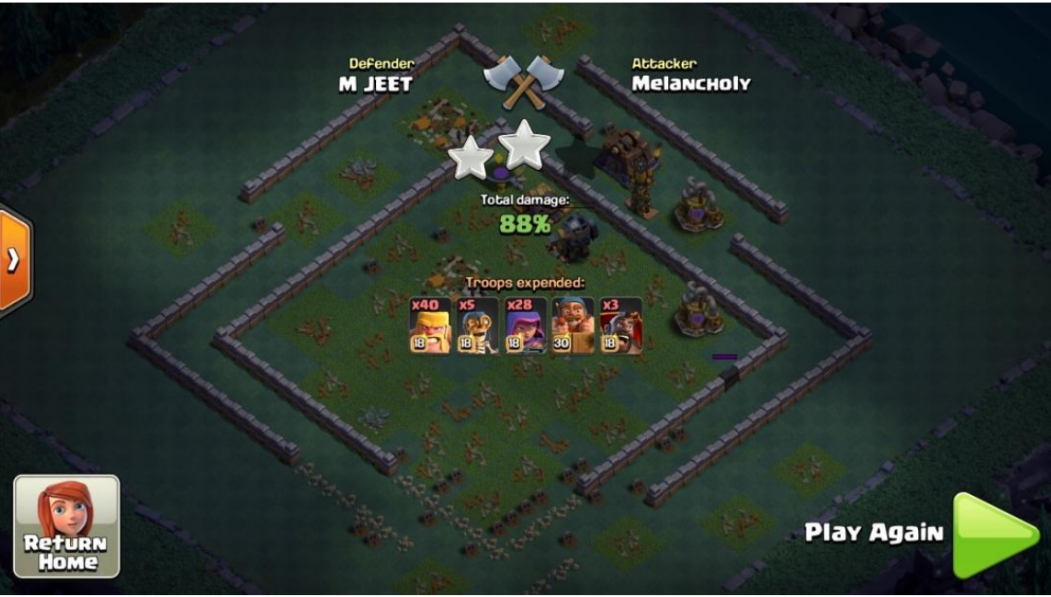 Defender
M JEET
Attacker
Melancholy
Total damage:
88%
Troops expended:
x40 x5 x28 x3
18 18 18 30 18
Return
Home
Play Again